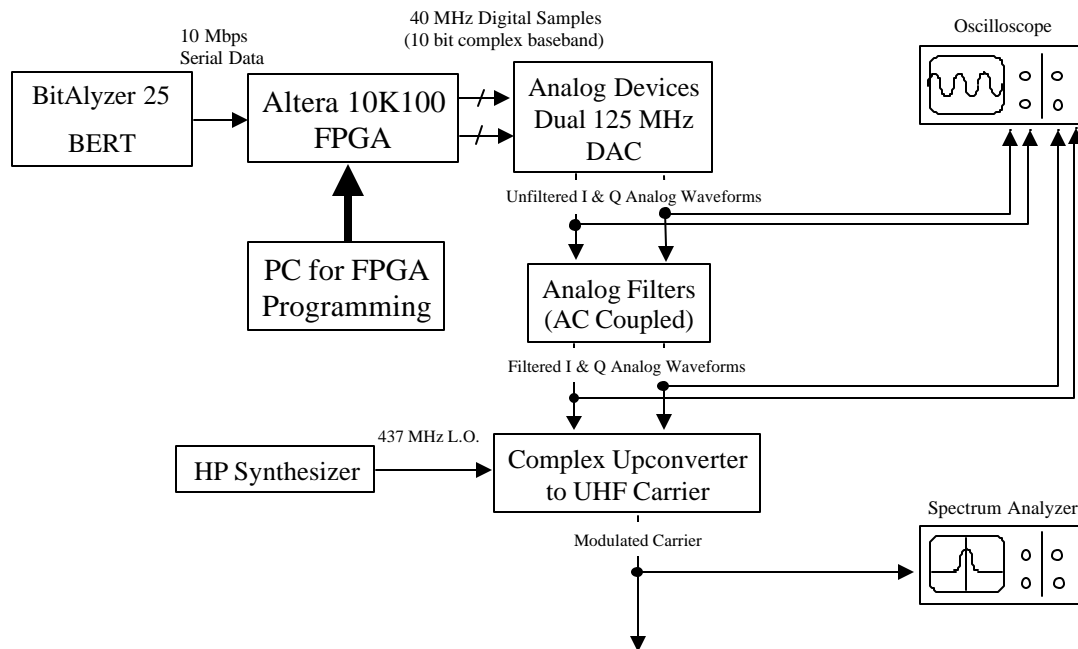 40 MHz Digital Samples
(10 bit complex baseband)
Oscilloscope
10 Mbps
Serial Data
BitAlyzer 25
BERT
Altera 10K100
FPGA
Analog Devices
Dual 125 MHz
DAC
Unfiltered I & Q Analog Waveforms
PC for FPGA
Programming
Analog Filters
(AC Coupled)
Filtered I & Q Analog Waveforms
437 MHz L.O.
HP Synthesizer
Complex Upconverter
to UHF Carrier
Spectrum Analyzer
Modulated Carrier